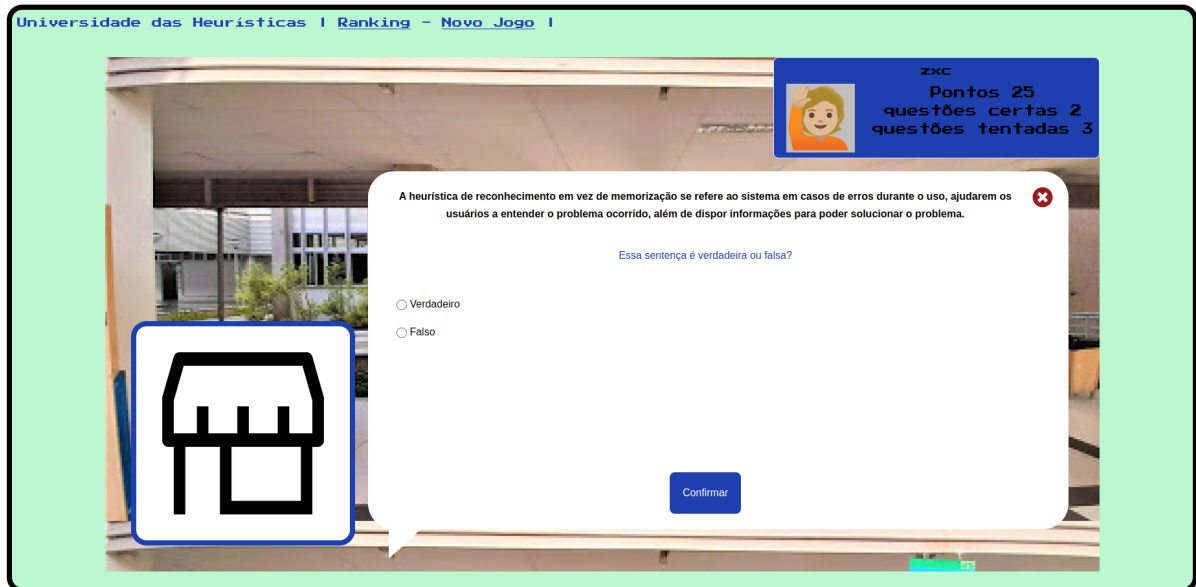 Universidade das Heurísticas | Ranking - Novo Jogo |
zxc
Pontos 25
questões certas 2
questões tentadas 3
A heurística de reconhecimento em vez de memorização se refere ao sistema em casos de erros durante o uso, ajudarem os
usuários a entender o problema ocorrido, além de dispor informações para poder solucionar o problema.
Essa sentença é verdadeira ou falsa?
Verdadeiro
Falso
Confirmar